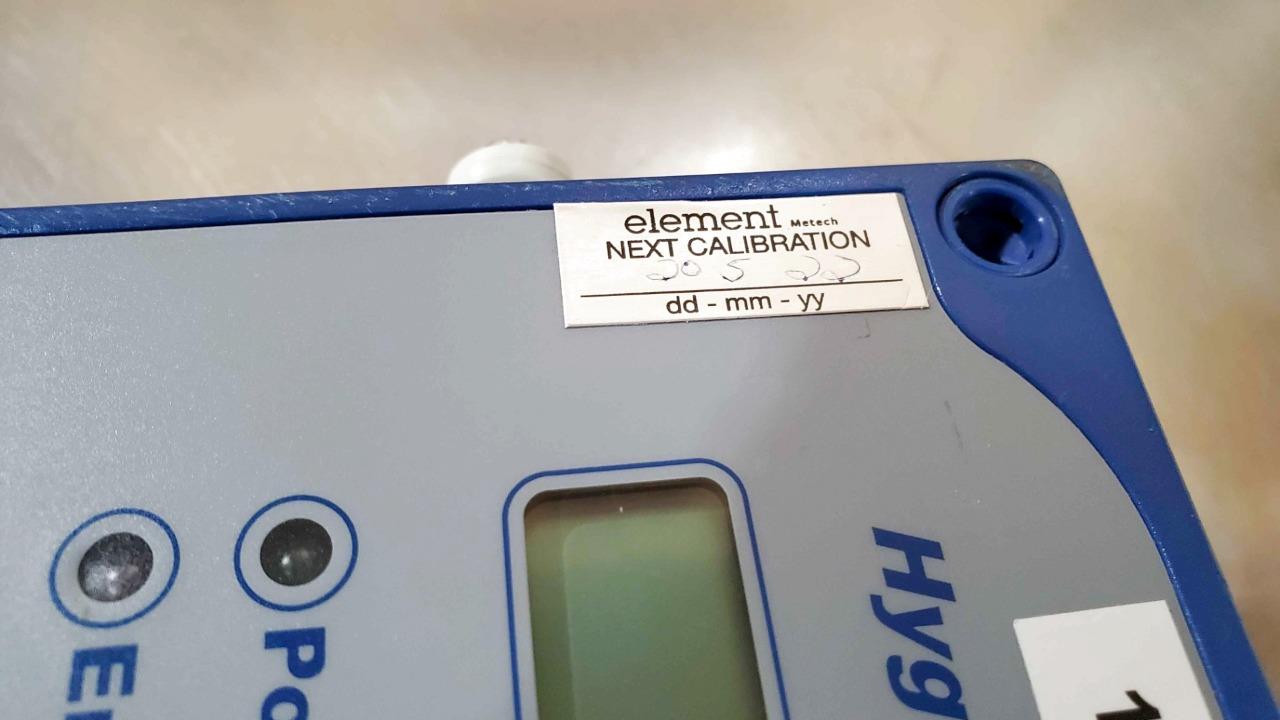 element Metech
NEXT CALIBRATION
20 5 22
dd - mm - yy